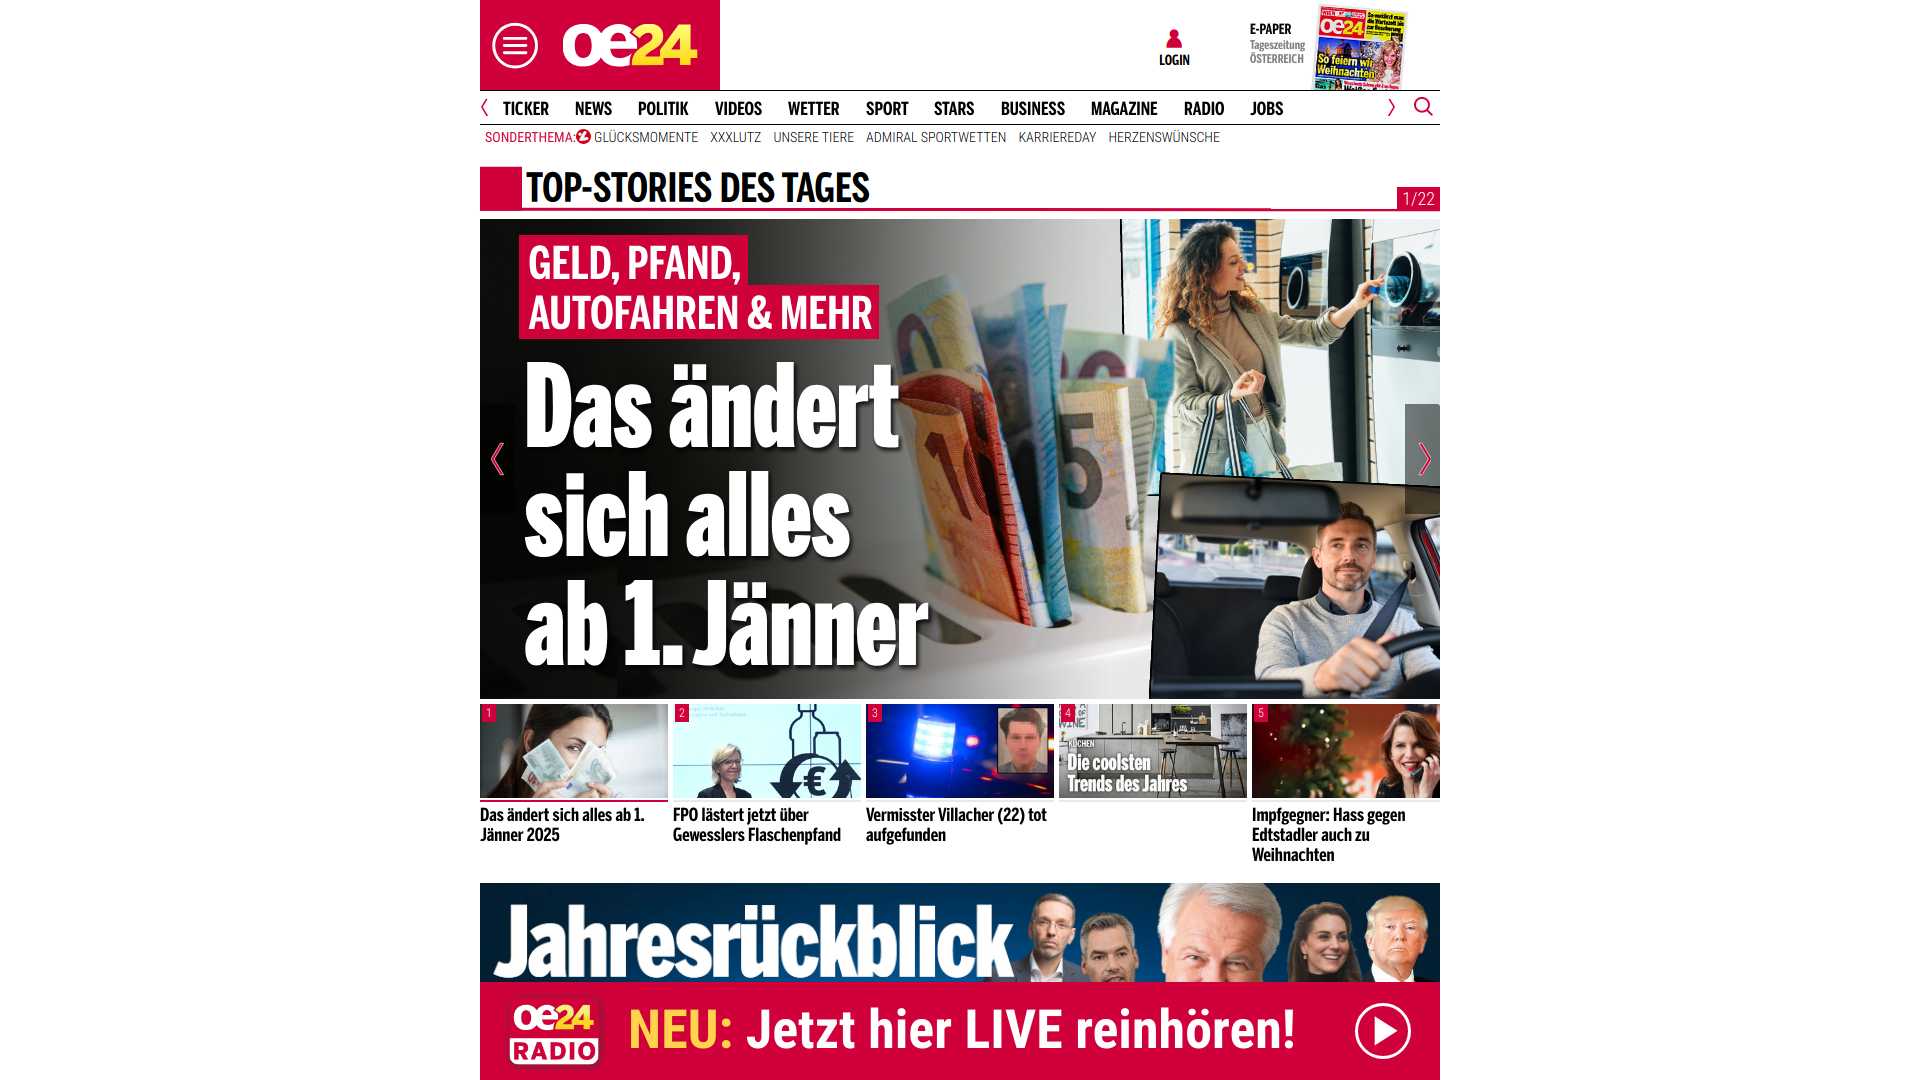 oe24
LOGIN
E-PAPER
Tageszeitung
ÖSTERREICH
oe24
So feiern wir
Weihnachten
TICKER NEWS POLITIK VIDEOS WETTER SPORT STARS BUSINESS MAGAZINE RADIO JOBS
SONDERTHEMA: GLÜCKSMOMENTE XXXLUTZ UNSERE TIERE ADMIRAL SPORTWETTEN KARRIEREDAY HERZENSWÜNSCHE
TOP-STORIES DES TAGES
1/22
GELD, PFAND,
AUTOFAHREN & MEHR
Das ändert
sich alles
ab 1. Jänner
1
2
3
4
5
KÜCHEN
Die coolsten
Trends des Jahres
Das ändert sich alles ab 1.
Jänner 2025
FPO lästert jetzt über
Gewesslers Flaschenpfand
Vermisster Villacher (22) tot
aufgefunden
Impfgegner: Hass gegen
Edtstadler auch zu
Weihnachten
Jahresrückblick
oe24
RADIO
NEU: Jetzt hier LIVE reinhören!